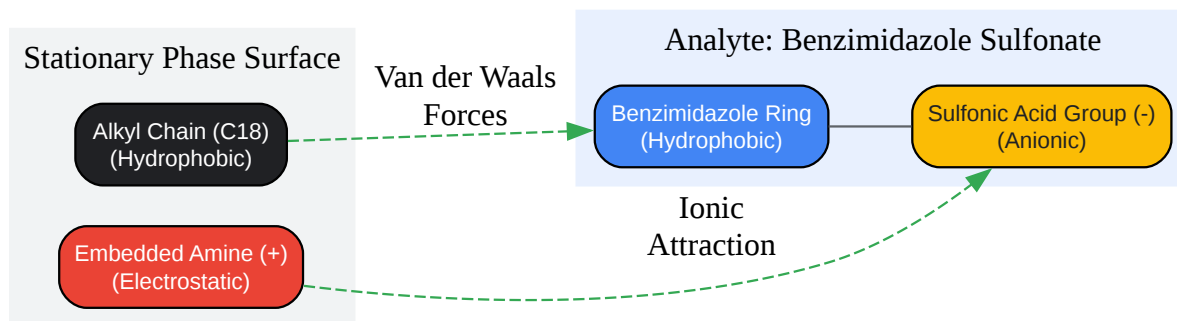 Stationary Phase Surface
Alkyl Chain (C18)
(Hydrophobic)
Embedded Amine (+)
(Electrostatic)
Van der Waals
Forces
Ionic
Attraction
Analyte: Benzimidazole Sulfonate
Benzimidazole Ring
(Hydrophobic)
Sulfonic Acid Group (-)
(Anionic)